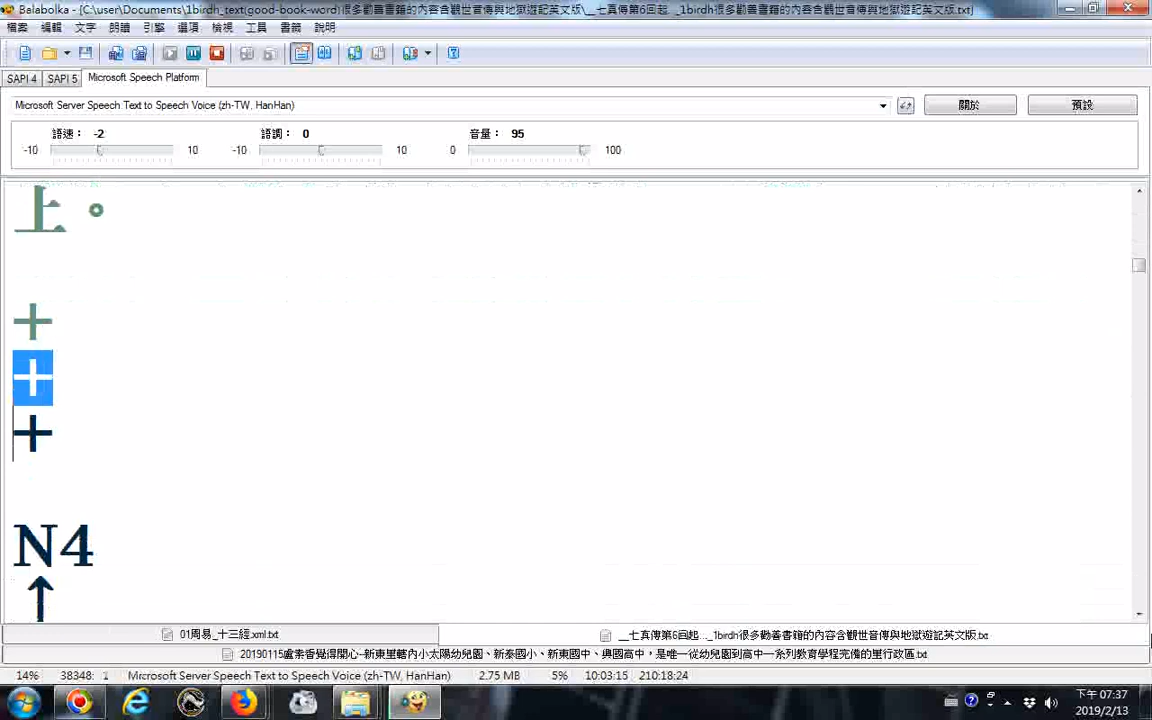 Balabolka - [C:\user\Documents\1birdh_text(good-book-word)很多勸善書籍的內容含觀世音傳與地獄遊記英文版\__七真傳第6回起..._1birdh很多勸善書籍的內容含觀世音傳與地獄遊記英文版.txt]
檔案 編輯 文字 朗讀 引擎 選項 檢視 工具 書籤 說明
SAPI 4 SAPI 5 Microsoft Speech Platform
Microsoft Server Speech Text to Speech Voice (zh-TW, HanHan) 關於 預設
語速： -2 語調： 0 音量： 95
-10 10 -10 10 0 100
上。
+
+
+
N4
↑
01周易_十三經.xml.txt __七真傳第6回起..._1birdh很多勸善書籍的內容含觀世音傳與地獄遊記英文版.txt
20190115盧素香覺得開心-新東里轄內小太陽幼兒園、新泰國小、新東國中、典國高中，是唯一從幼兒園到高中一系列教育學程完備的里行政區.txt
14% 38348: 1 Microsoft Server Speech Text to Speech Voice (zh-TW, HanHan) 2.75 MB 5% 10:03:15 210:18:24
下午 07:37
2019/2/13